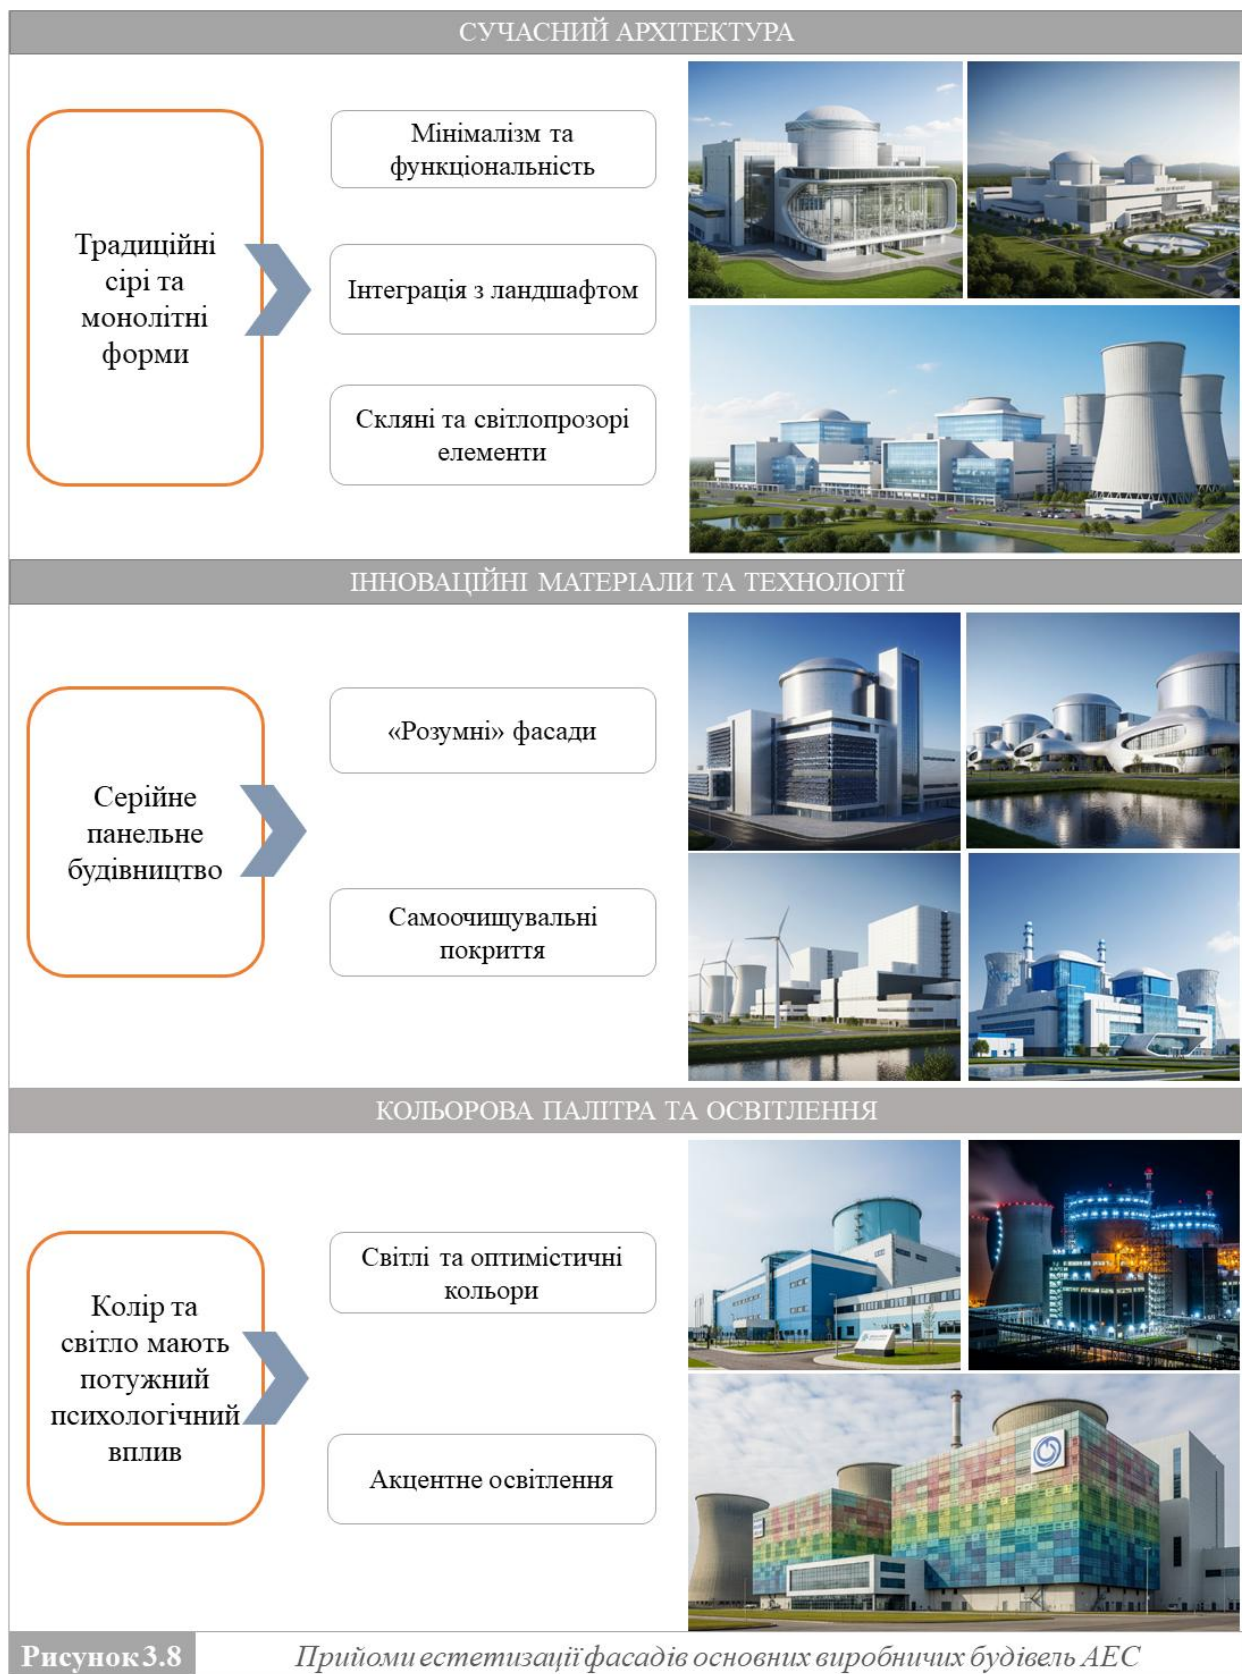 СУЧАСНИЙ АРХІТЕКТУРА
Традиційні
сірі та
монолітні
форми
Мінімалізм та
функціональність
Інтеграція з ландшафтом
Скляні та світлопрозорі
елементи
ІННОВАЦІЙНІ МАТЕРІАЛИ ТА ТЕХНОЛОГІЇ
Серійне
панельне
будівництво
«Розумні» фасади
Самоочищувальні
покриття
КОЛЬОРОВА ПАЛІТРА ТА ОСВІТЛЕННЯ
Колір та
світло мають
потужний
психологічний
вплив
Світлі та оптимістичні
кольори
Акцентне освітлення
Рисунок 3.8
Прийоми естетизації фасадів основних виробничих будівель АЕС